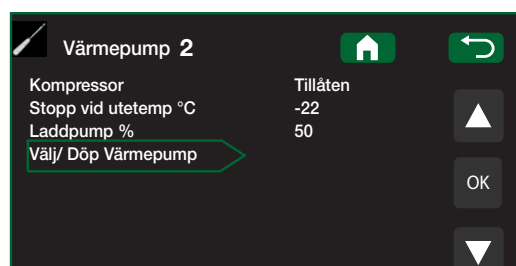 Värmepump 2
Kompressor Tillåten
Stopp vid utetemp °C -22
Laddpump % 50
Välj/ Döp Värmepump
OK